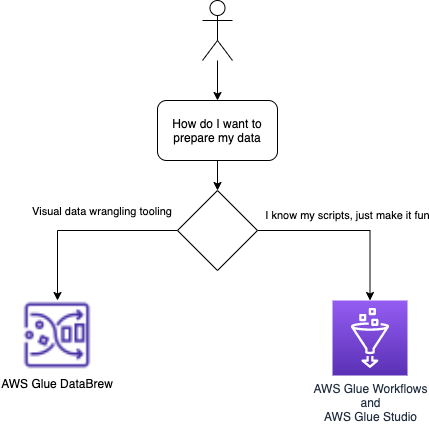 How do I want to
prepare my data
Visual data wrangling tooling
I know my scripts, just make it fun
AWS Glue DataBrew
AWS Glue Workflows
and
AWS Glue Studio